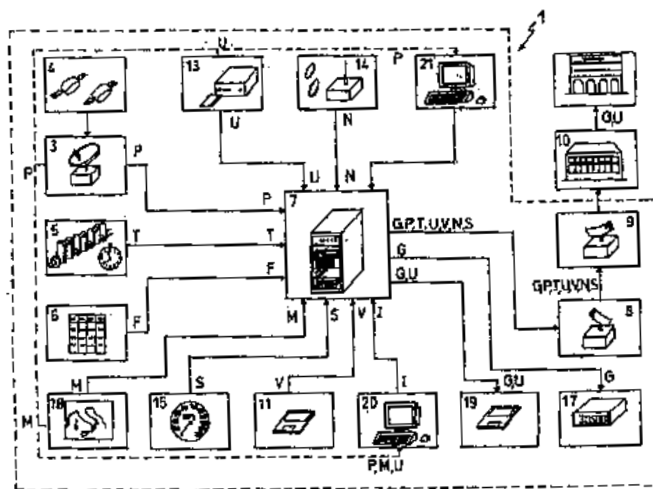 1
U
4
13
14
P
21
U
N
G,U
3
P
10
P
U
N
P
7
5
T
T
G,P,T,U,V,N,S
9
G
F
G,U
G,P,T,U,V,N,S
6
F
8
M
S
V
I
M
S
V
I
G,U
G
18
15
11
20
19
17
M
P,M,U